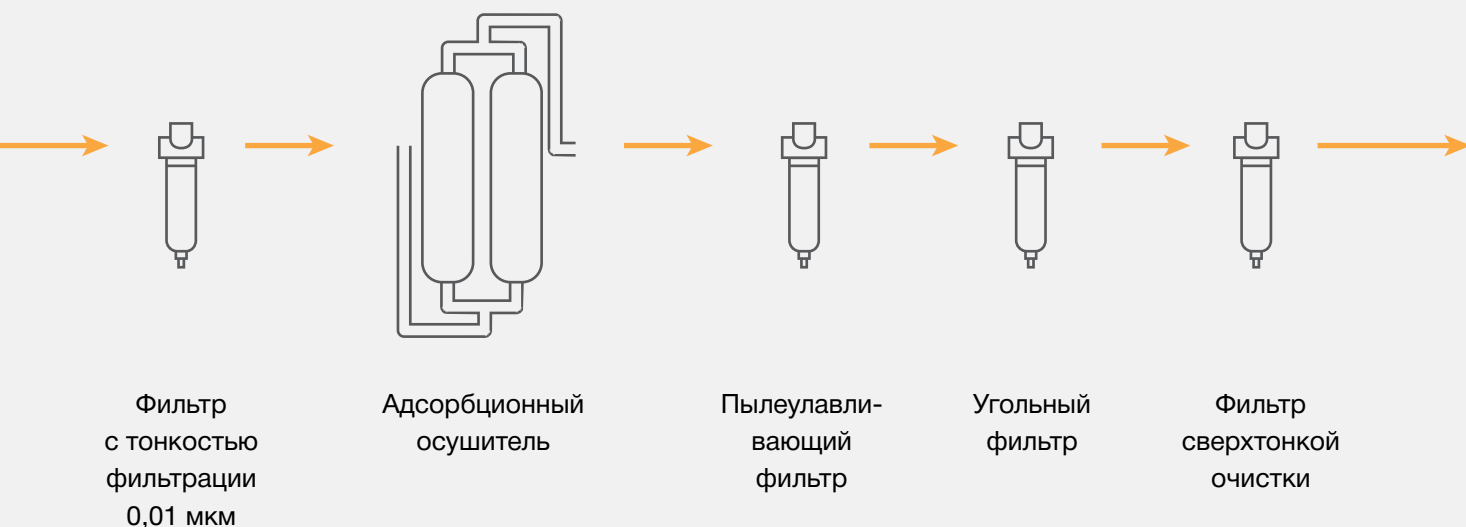 Фильтр
с тонкостью
фильтрации
0,01 мкм
Адсорбционный
осушитель
Пылеулавли-
вающий
фильтр
Угольный
фильтр
Фильтр
сверхтонкой
очистки